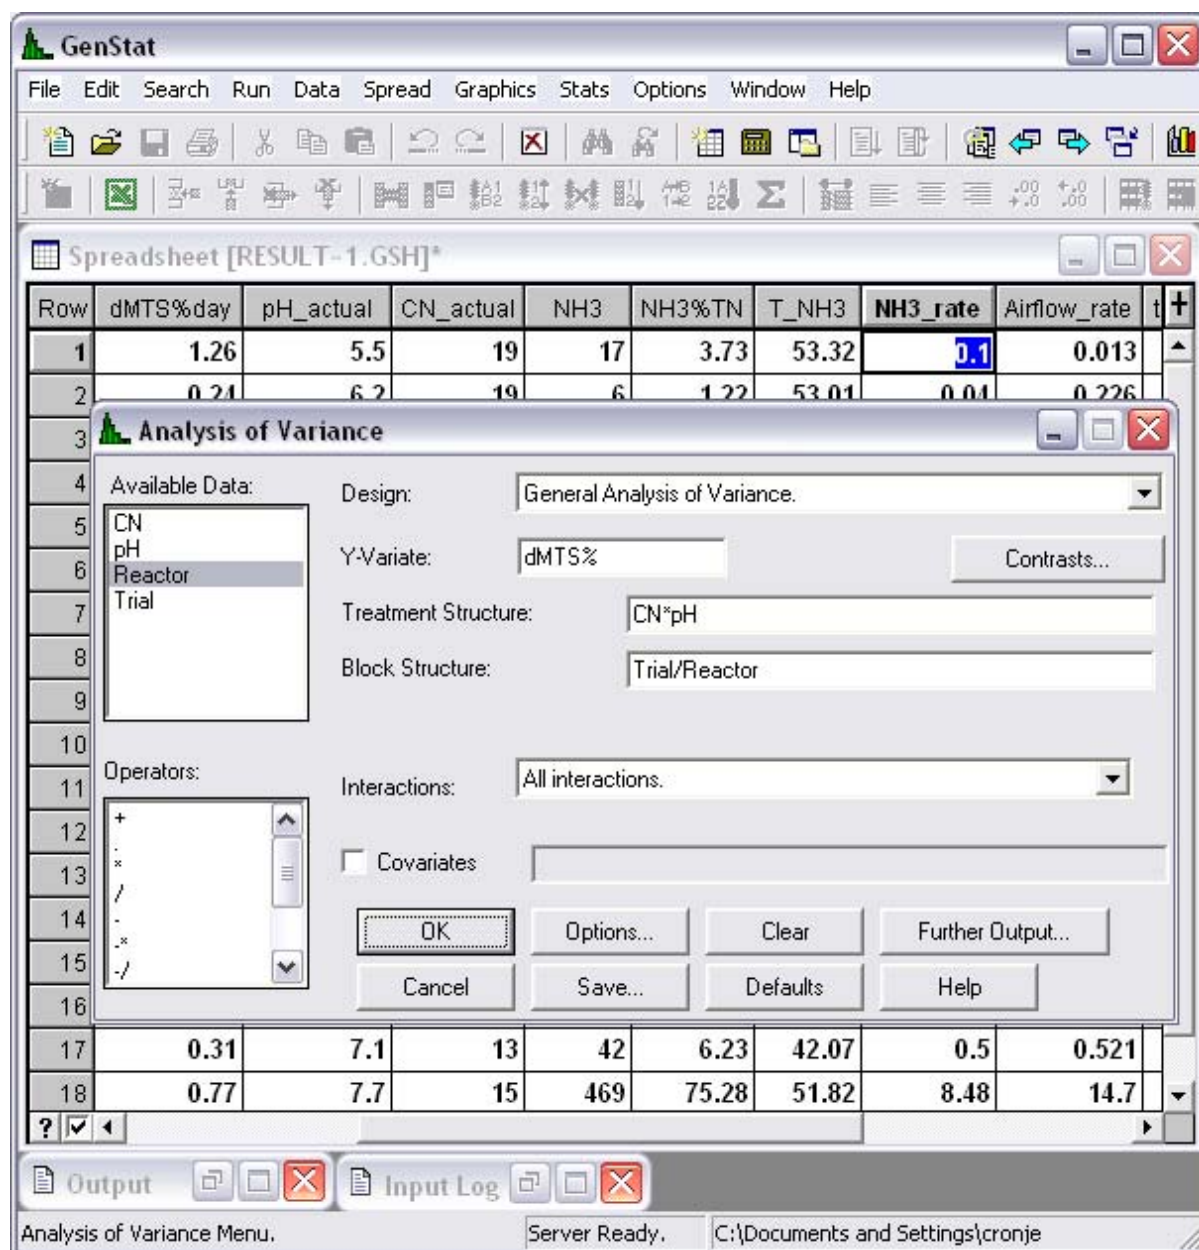 GenStat
File Edit Search Run Data Spread Graphics Stats Options Window Help
Spreadsheet [RESULT~1.GSH]*
Row dMTS%day pH_actual CN_actual NH3 NH3%TN T_NH3 NH3_rate Airflow_rate t
1 1.26 5.5 19 17 3.73 53.32 0.1 0.013
2 0.24 6.2 19 6 1.22 53.01 0.04 0.226
3
Analysis of Variance
4
Available Data:
Design:
General Analysis of Variance.
5
CN
pH
Reactor
Trial
Y-Variate:
dMTS%
Contrasts...
6
7
Treatment Structure:
CN*pH
8
Block Structure:
Trial/Reactor
9
10
Operators:
11
Interactions:
All interactions.
12
+
.
*
/
-
-*
-/
13
Covariates
14
OK Options... Clear Further Output...
15
Cancel Save... Defaults Help
16
17 0.31 7.1 13 42 6.23 42.07 0.5 0.521
18 0.77 7.7 15 469 75.28 51.82 8.48 14.7
?
Output Input Log
Analysis of Variance Menu. Server Ready. C:\Documents and Settings\cronje